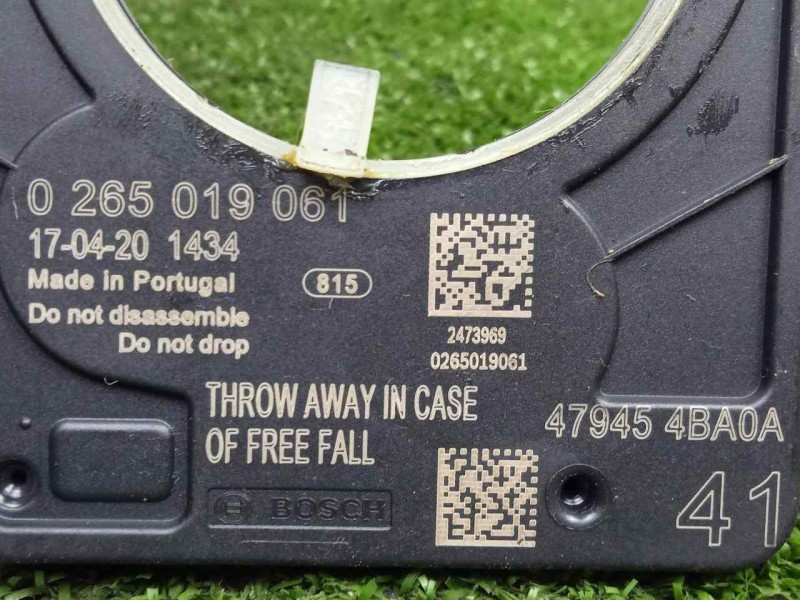 0 265 019 061
17-04-20 1434
Made in Portugal
815
Do not disassemble
Do not drop
2473969
0265019061
THROW AWAY IN CASE
OF FREE FALL
47945 4BA0A
BOSCH
41